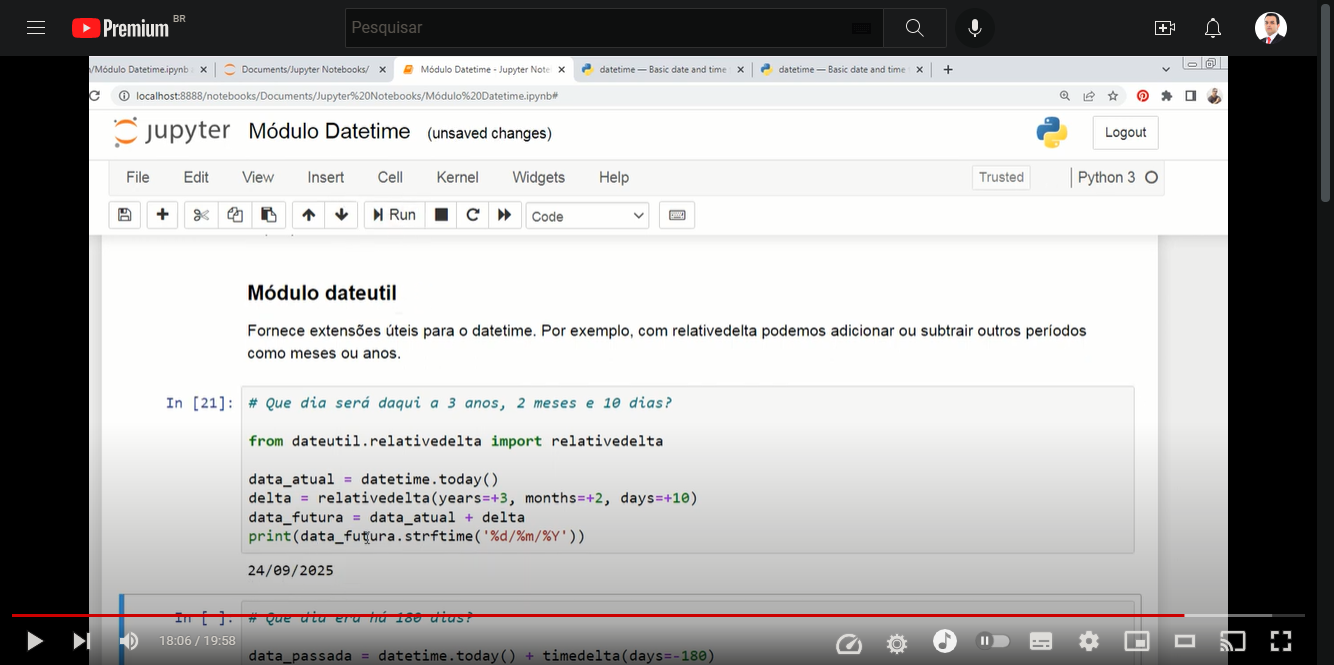 Premium BR
Pesquisar
/Módulo Datetime.ipynb
Documents/Jupyter Notebooks/
Módulo Datetime - Jupyter Note
datetime — Basic date and time
datetime — Basic date and time
localhost:8888/notebooks/Documents/Jupyter%20Notebooks/Módulo%20Datetime.ipynb#
jupyter Módulo Datetime (unsaved changes)
Logout
File Edit View Insert Cell Kernel Widgets Help
Trusted
Python 3
Run
Code
Módulo dateutil
Fornece extensões úteis para o datetime. Por exemplo, com relativedelta podemos adicionar ou subtrair outros períodos
como meses ou anos.
In [21]: # Que dia será daqui a 3 anos, 2 meses e 10 dias?
from dateutil.relativedelta import relativedelta
data_atual = datetime.today()
delta = relativedelta(years=+3, months=+2, days=+10)
data_futura = data_atual + delta
print(data_futura.strftime('%d/%m/%Y'))
24/09/2025
In [ ]: # Que dia era há 180 dias?
18:06 / 19:58
data_passada = datetime.today() + timedelta(days=-180)